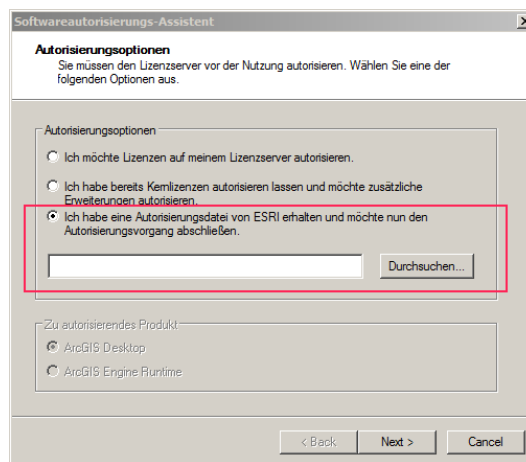 Softwareautorisierungs-Assistent
Autorisierungsoptionen
Sie müssen den Lizenzserver vor der Nutzung autorisieren. Wählen Sie eine der
folgenden Optionen aus.
Autorisierungsoptionen
Ich möchte Lizenzen auf meinem Lizenzserver autorisieren.
Ich habe bereits Kernlizenzen autorisieren lassen und möchte zusätzliche
Erweiterungen autorisieren.
Ich habe eine Autorisierungsdatei von ESRI erhalten und möchte nun den
Autorisierungsvorgang abschließen.
Durchsuchen...
Zu autorisierendes Produkt
ArcGIS Desktop
ArcGIS Engine Runtime
< Back Next > Cancel